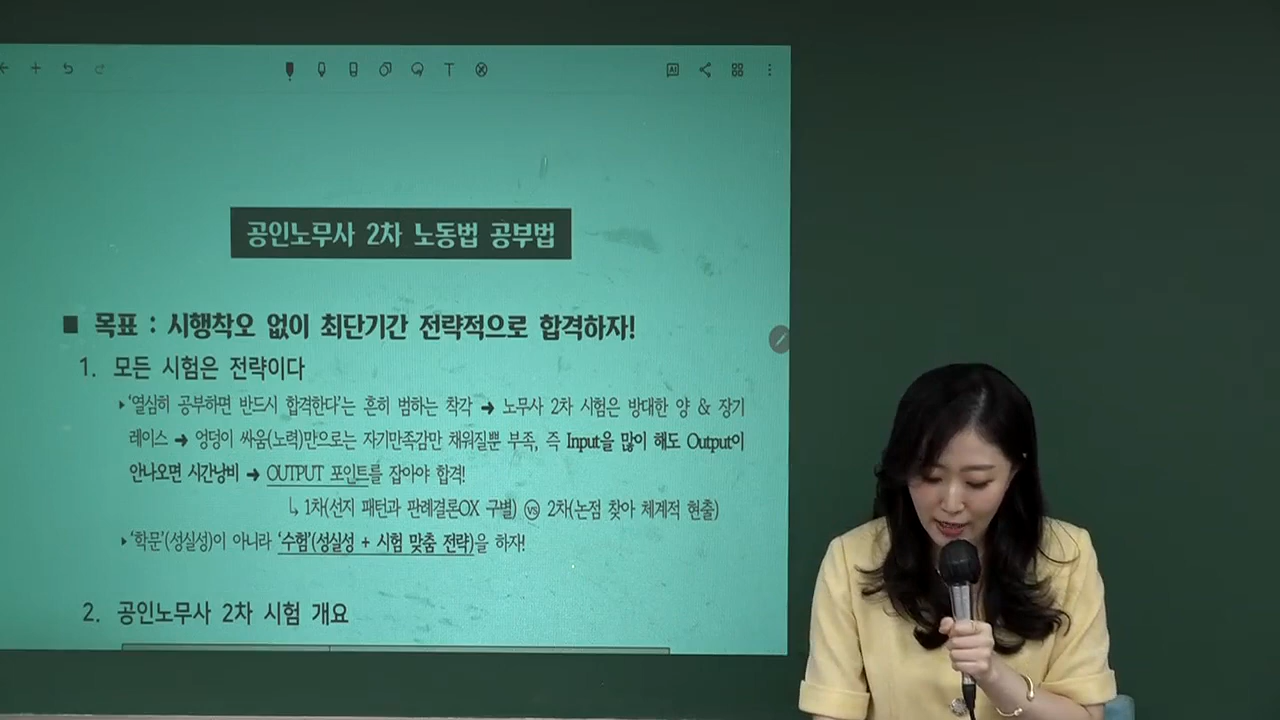 공인노무사 2차 노동법 공부법
■ 목표 : 시행착오 없이 최단기간 전략적으로 합격하자!
1. 모든 시험은 전략이다
▸'열심히 공부하면 반드시 합격한다'는 흔히 범하는 착각 → 노무사 2차 시험은 방대한 양 & 장기
레이스 → 엉덩이 싸움(노력)만으로는 자기만족감만 채워질뿐 부족, 즉 Input을 많이 해도 Output이
안나오면 시간낭비 → OUTPUT 포인트를 잡아야 합격!
↳ 1차(선지 패턴과 판례결론OX 구별) vs 2차(논점 찾아 체계적 현출)
▸'학문'(성실성)이 아니라 '수험'(성실성 + 시험 맞춤 전략)을 하자!
2. 공인노무사 2차 시험 개요